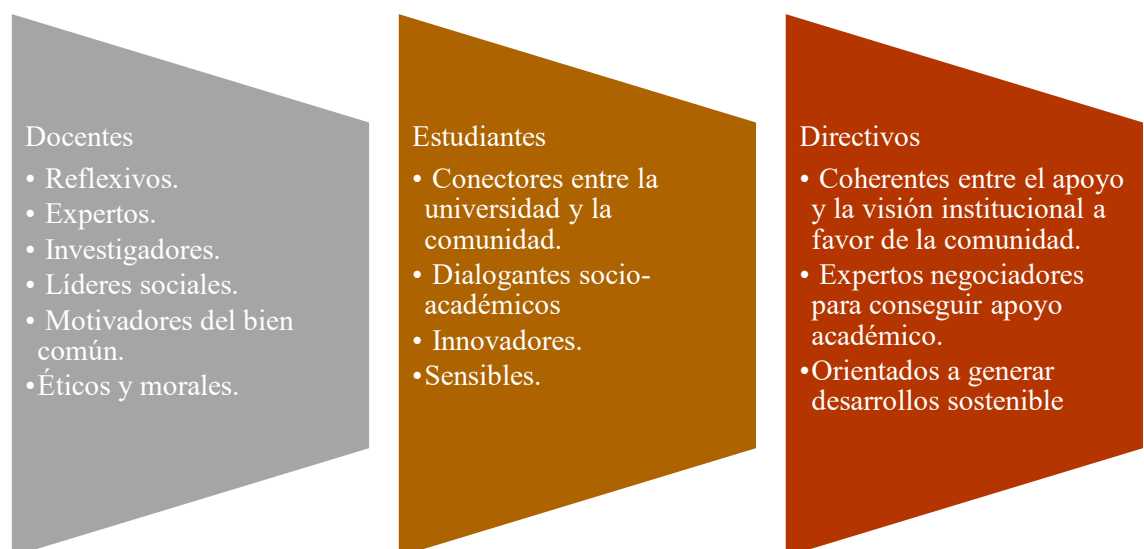 Docentes
• Reflexivos.
• Expertos.
• Investigadores.
• Líderes sociales.
• Motivadores del bien
común.
•Éticos y morales.
Estudiantes
• Conectores entre la
universidad y la
comunidad.
• Dialogantes socio-
académicos
• Innovadores.
•Sensibles.
Directivos
• Coherentes entre el apoyo
y la visión institucional a
favor de la comunidad.
• Expertos negociadores
para conseguir apoyo
académico.
•Orientados a generar
desarrollos sostenible